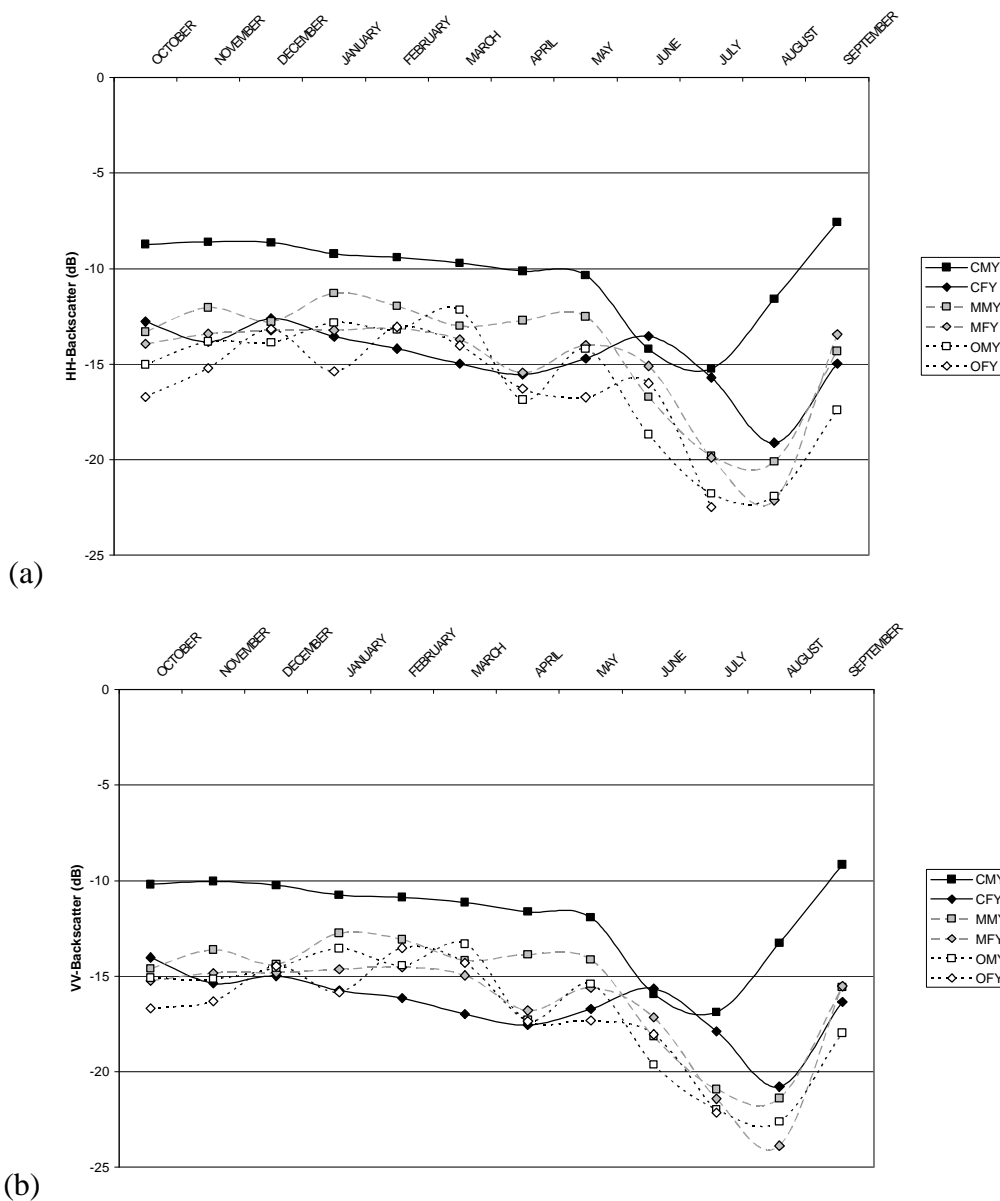 OCTOBER
NOVEMBER
DECEMBER
JANUARY
FEBRUARY
MARCH
APRIL
MAY
JUNE
JULY
AUGUST
SEPTEMBER
0
-5
-10
-15
-20
-25
HH-Backscatter (dB)
CMY
CFY
MMY
MFY
OMY
OFY
(a)
OCTOBER
NOVEMBER
DECEMBER
JANUARY
FEBRUARY
MARCH
APRIL
MAY
JUNE
JULY
AUGUST
SEPTEMBER
0
-5
-10
-15
-20
-25
VV-Backscatter (dB)
CMY
CFY
MMY
MFY
OMY
OFY
(b)